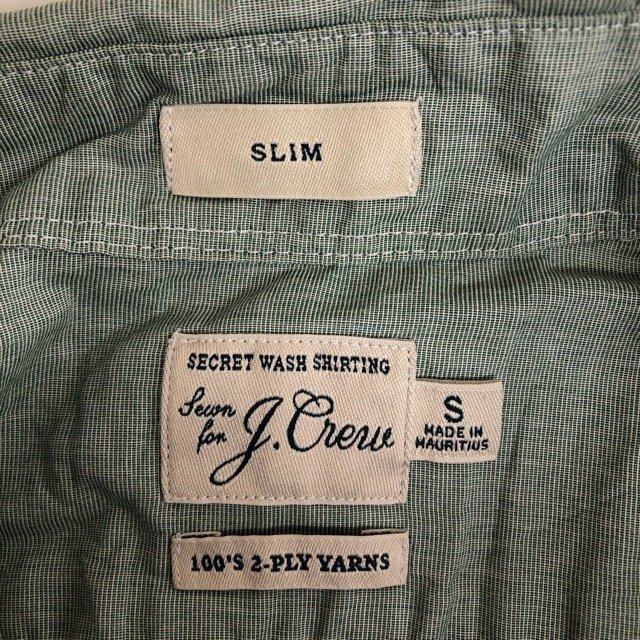 SLIM
SECRET WASH SHIRTING
Sewn
for
J.Crew
S
MADE IN
MAURITIUS
100'S 2-PLY YARNS